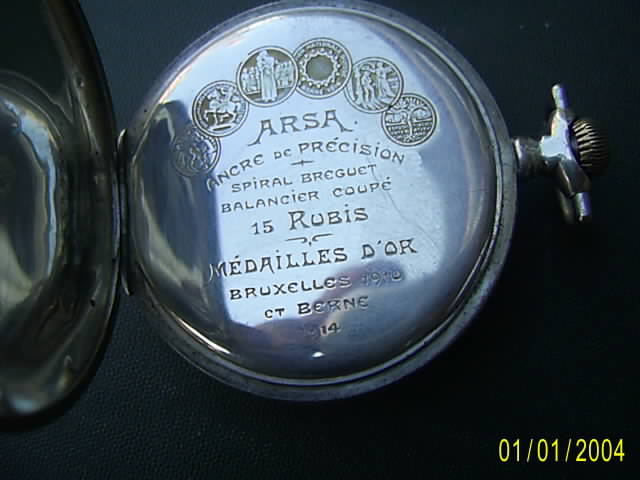 ARSA.
ANCRE DE PRÉCISION
SPIRAL BREGUET
BALANCIER COUPÉ
15 RUBIS
MÉDAILLES D'OR
BRUXELLES 1910
ET BERNE
1914
01/01/2004